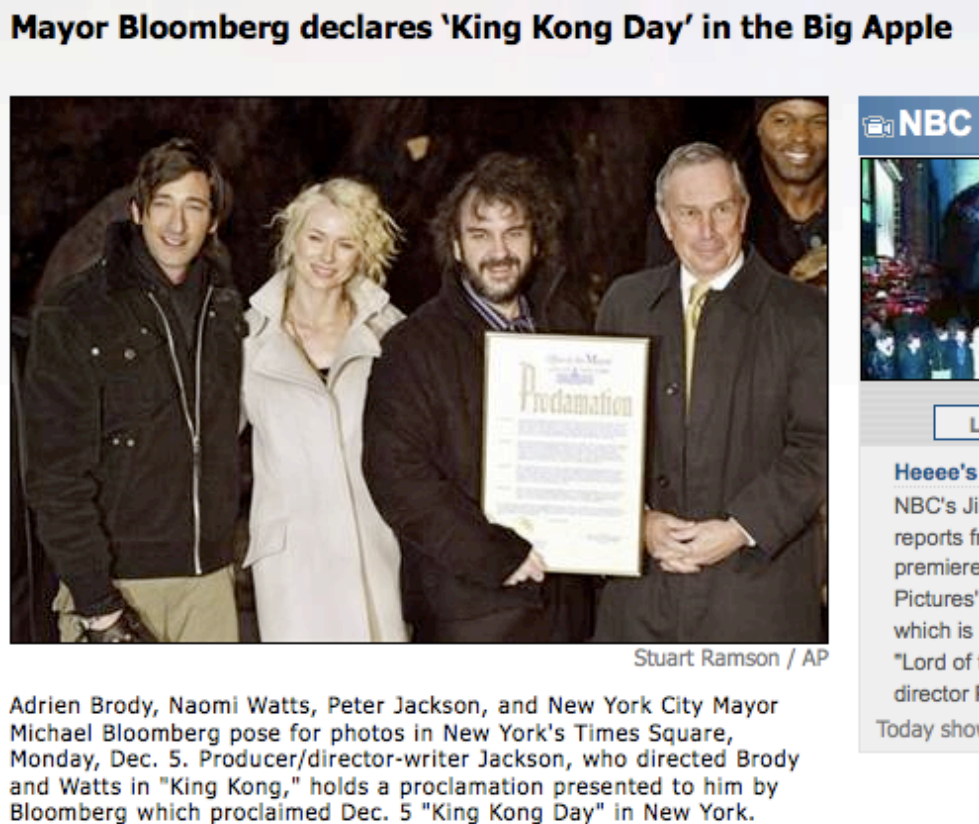 Mayor Bloomberg declares ‘King Kong Day’ in the Big Apple
NBC
Office of the Mayor
Proclamation
Stuart Ramson / AP
Adrien Brody, Naomi Watts, Peter Jackson, and New York City Mayor
Michael Bloomberg pose for photos in New York's Times Square,
Monday, Dec. 5. Producer/director-writer Jackson, who directed Brody
and Watts in "King Kong," holds a proclamation presented to him by
Bloomberg which proclaimed Dec. 5 "King Kong Day" in New York.
L
Heeee's
NBC's Ji
reports f
premiere
Pictures'
which is
"Lord of
director
Today show